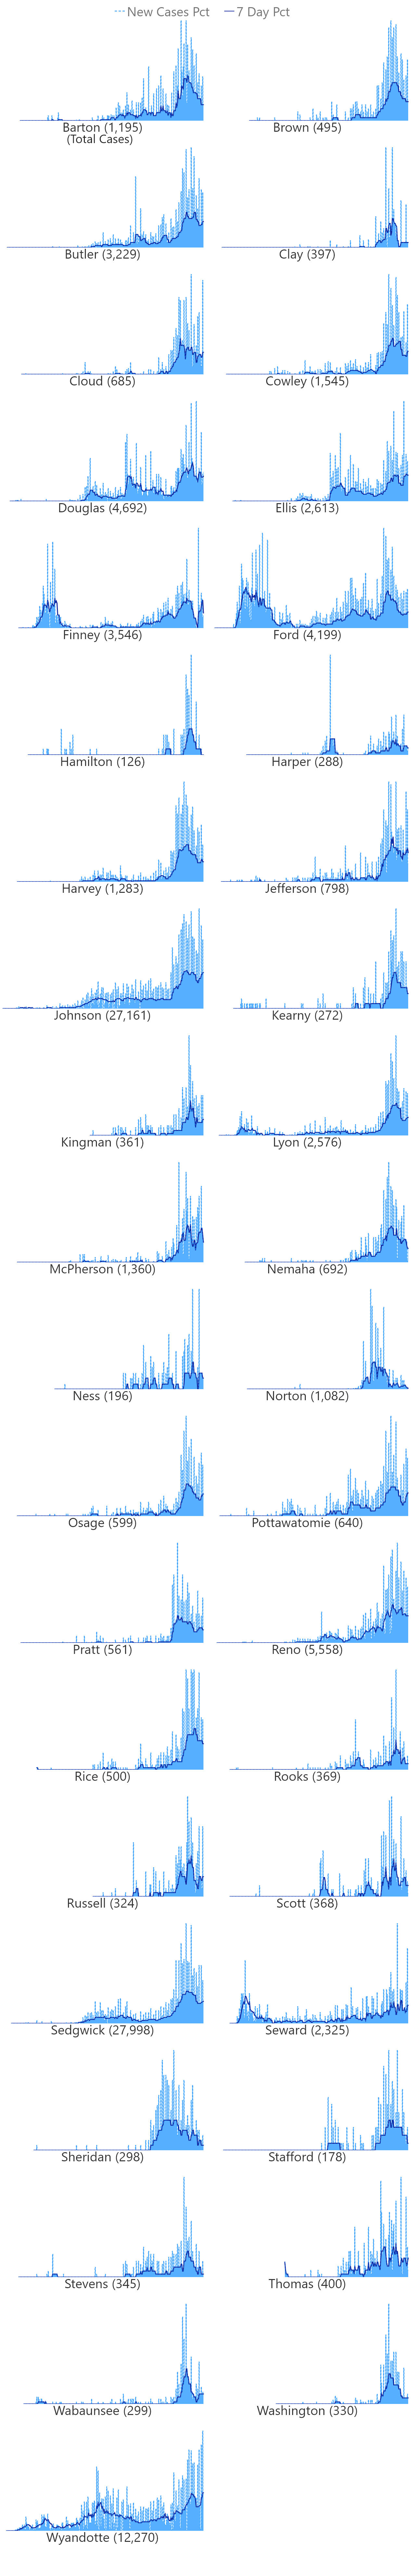 New Cases Pct 7 Day Pct
Barton (1,195) Brown (495)
(Total Cases)
Butler (3,229) Clay (397)
Cloud (685) Cowley (1,545)
Douglas (4,692) Ellis (2,613)
Finney (3,546) Ford (4,199)
Hamilton (126) Harper (288)
Harvey (1,283) Jefferson (798)
Johnson (27,161) Kearny (272)
Kingman (361) Lyon (2,576)
McPherson (1,360) Nemaha (692)
Ness (196) Norton (1,082)
Osage (599) Pottawatomie (640)
Pratt (561) Reno (5,558)
Rice (500) Rooks (369)
Russell (324) Scott (368)
Sedgwick (27,998) Seward (2,325)
Sheridan (298) Stafford (178)
Stevens (345) Thomas (400)
Wabaunsee (299) Washington (330)
Wyandotte (12,270)